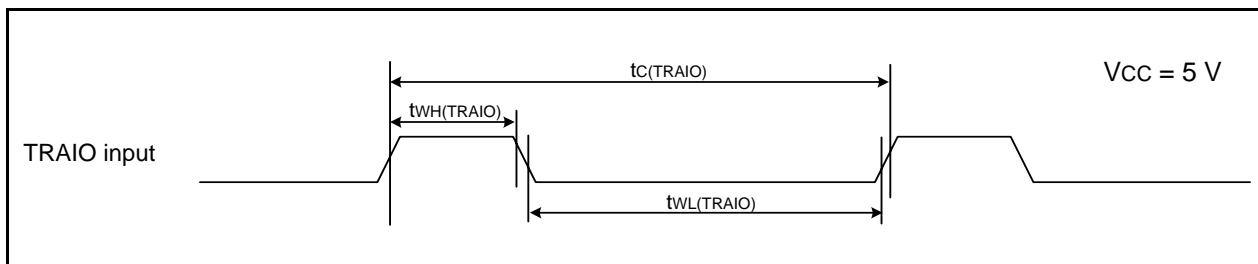 tC(TRAIO)
VCC = 5 V
tWH(TRAIO)
TRAIO input
tWL(TRAIO)